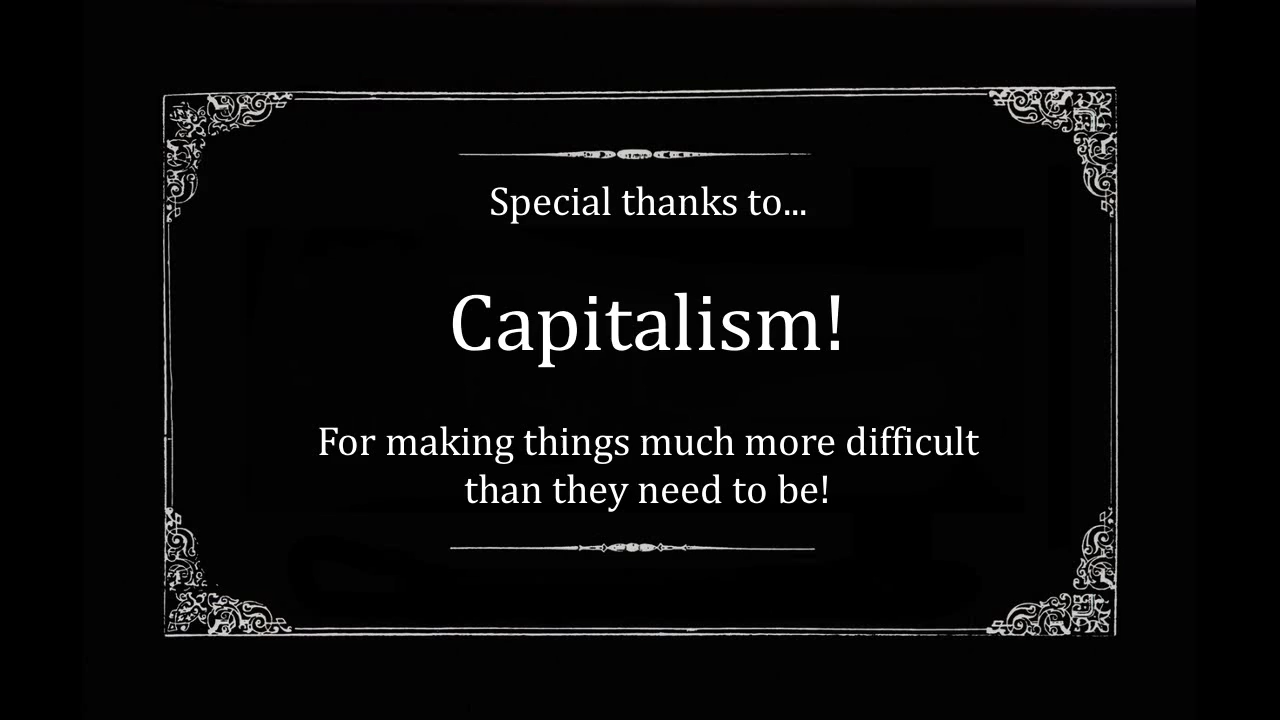 Special thanks to...
Capitalism!
For making things much more difficult
than they need to be!